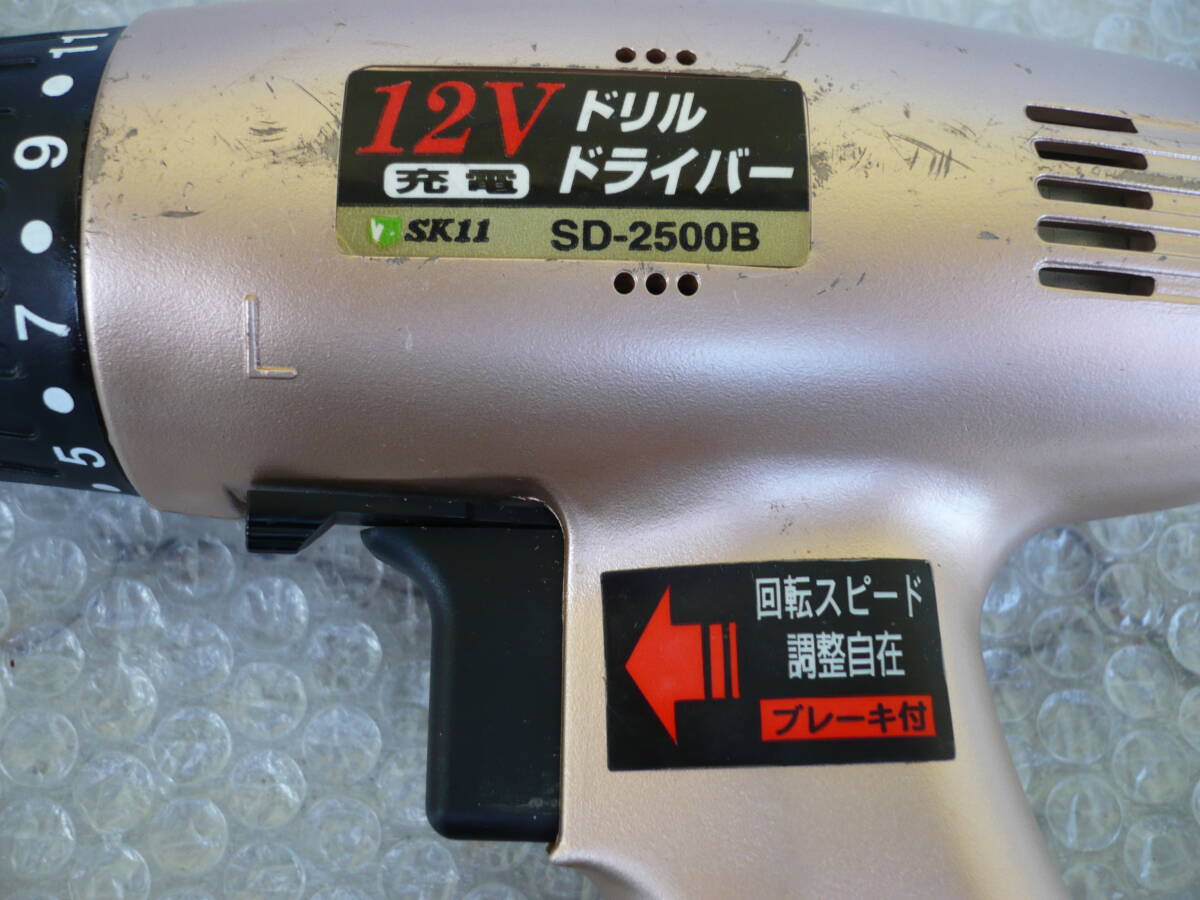 12V ドリル
充電 ドライバー
SK11 SD-2500B
11
9
7
5
L
回転スピード
調整自在
ブレーキ付